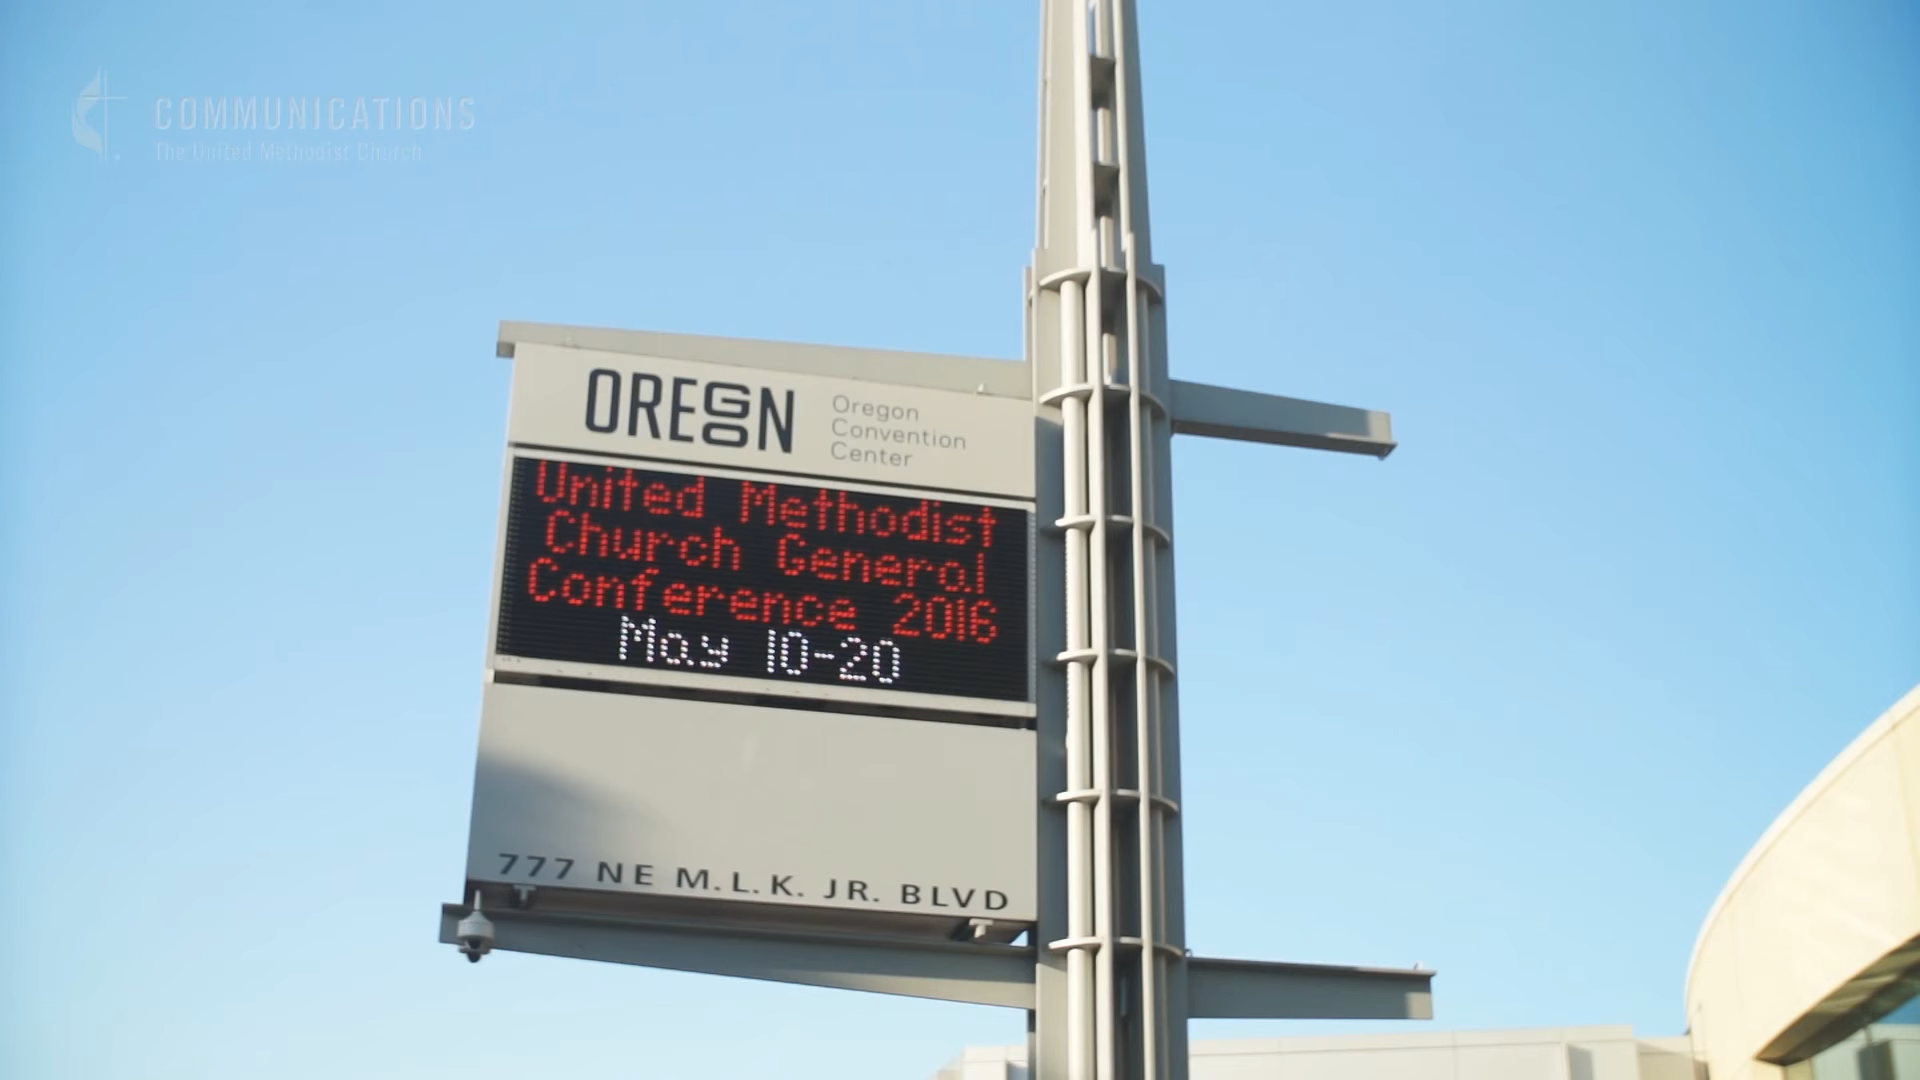 COMMUNICATIONS
The United Methodist Church
OREGON
Oregon
Convention
Center
United Methodist
Church General
Conference 2016
May 10-20
777 NE M.L.K. JR. BLVD